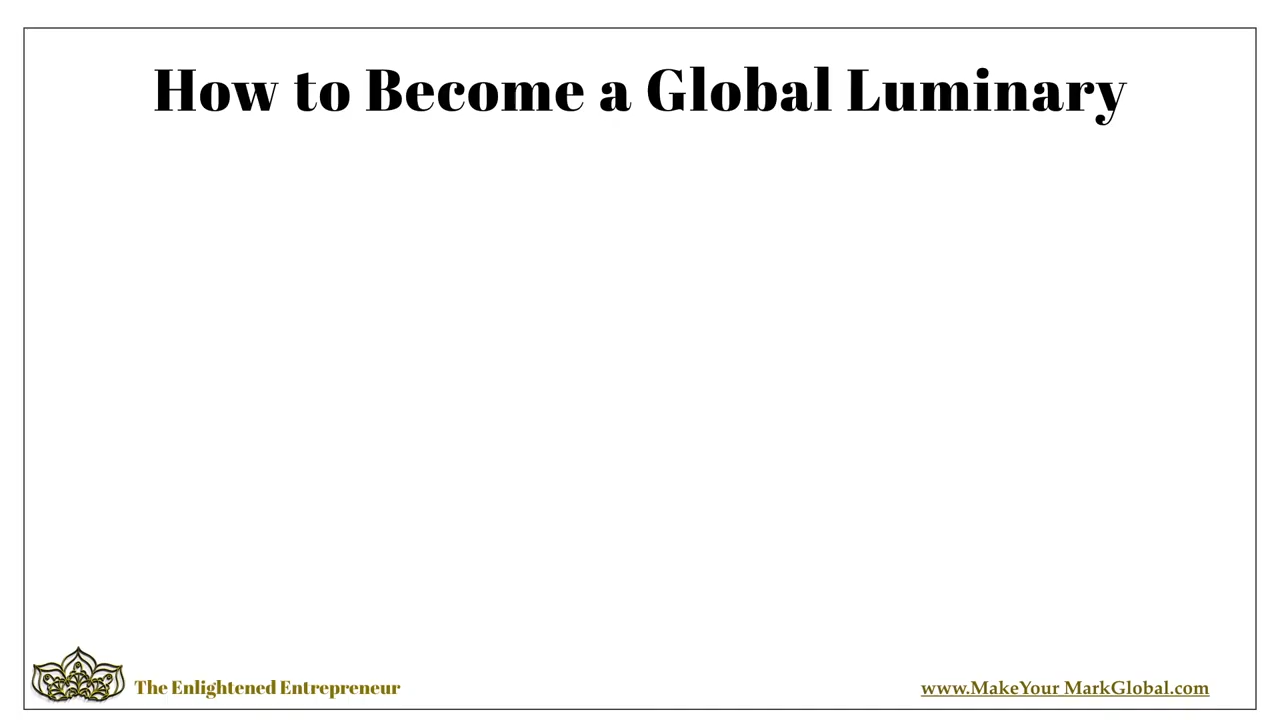 How to Become a Global Luminary
The Enlightened Entrepreneur
www.MakeYour MarkGlobal.com